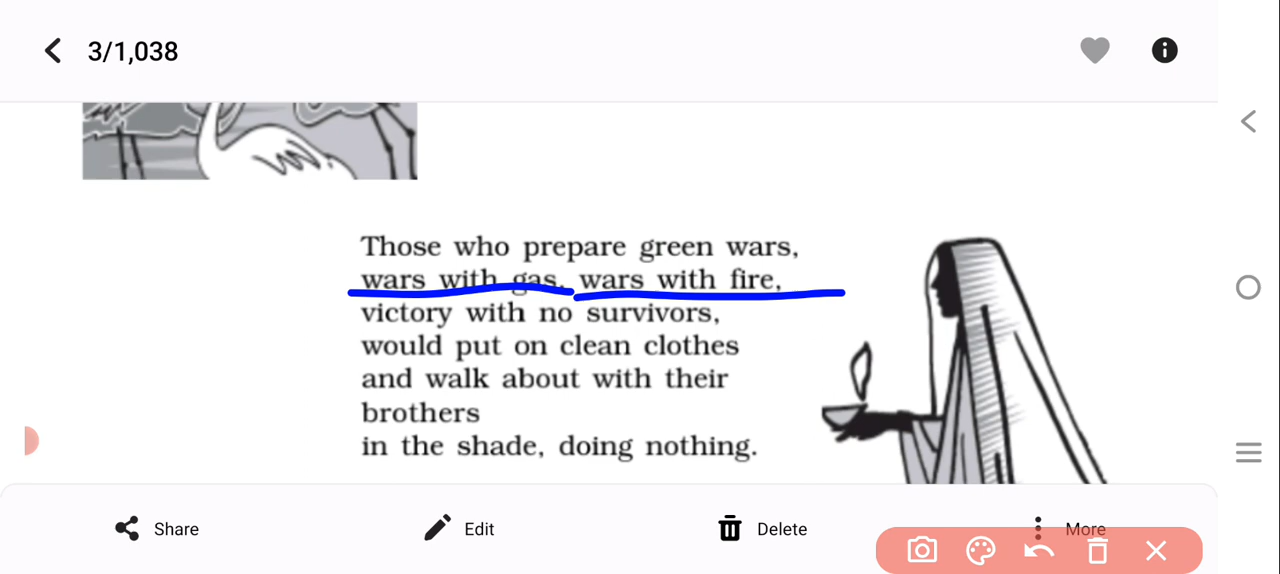 3/1,038
Those who prepare green wars,
wars with gas, wars with fire,
victory with no survivors,
would put on clean clothes
and walk about with their
brothers
in the shade, doing nothing.
Share
Edit
Delete
More